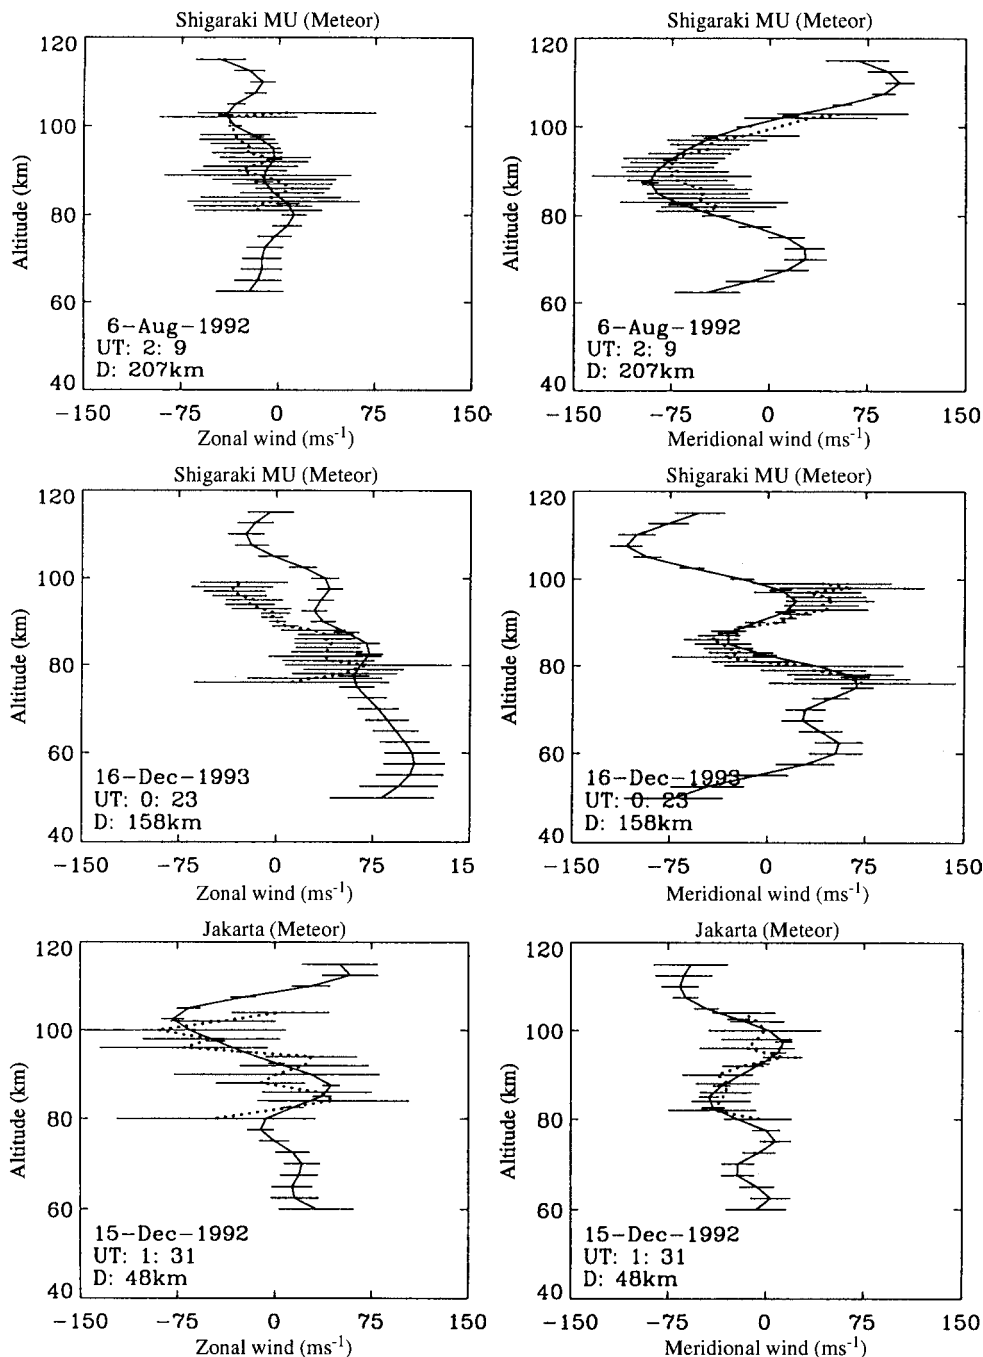 Shigaraki MU (Meteor)
120
100
80
60
40
Altitude (km)
6-Aug-1992
UT: 2: 9
D: 207km
-150 -75 0 75 150
Zonal wind (ms⁻¹)
Shigaraki MU (Meteor)
120
100
80
60
40
Altitude (km)
6-Aug-1992
UT: 2: 9
D: 207km
-150 -75 0 75 150
Meridional wind (ms⁻¹)
Shigaraki MU (Meteor)
120
100
80
60
40
Altitude (km)
16-Dec-1993
UT: 0: 23
D: 158km
-150 -75 0 75 15
Zonal wind (ms⁻¹)
Shigaraki MU (Meteor)
120
100
80
60
40
Altitude (km)
16-Dec-1993
UT: 0: 23
D: 158km
-150 -75 0 75 150
Meridional wind (ms⁻¹)
Jakarta (Meteor)
120
100
80
60
40
Altitude (km)
15-Dec-1992
UT: 1: 31
D: 48km
-150 -75 0 75 150
Zonal wind (ms⁻¹)
Jakarta (Meteor)
120
100
80
60
40
Altitude (km)
15-Dec-1992
UT: 1: 31
D: 48km
-150 -75 0 75 150
Meridional wind (ms⁻¹)